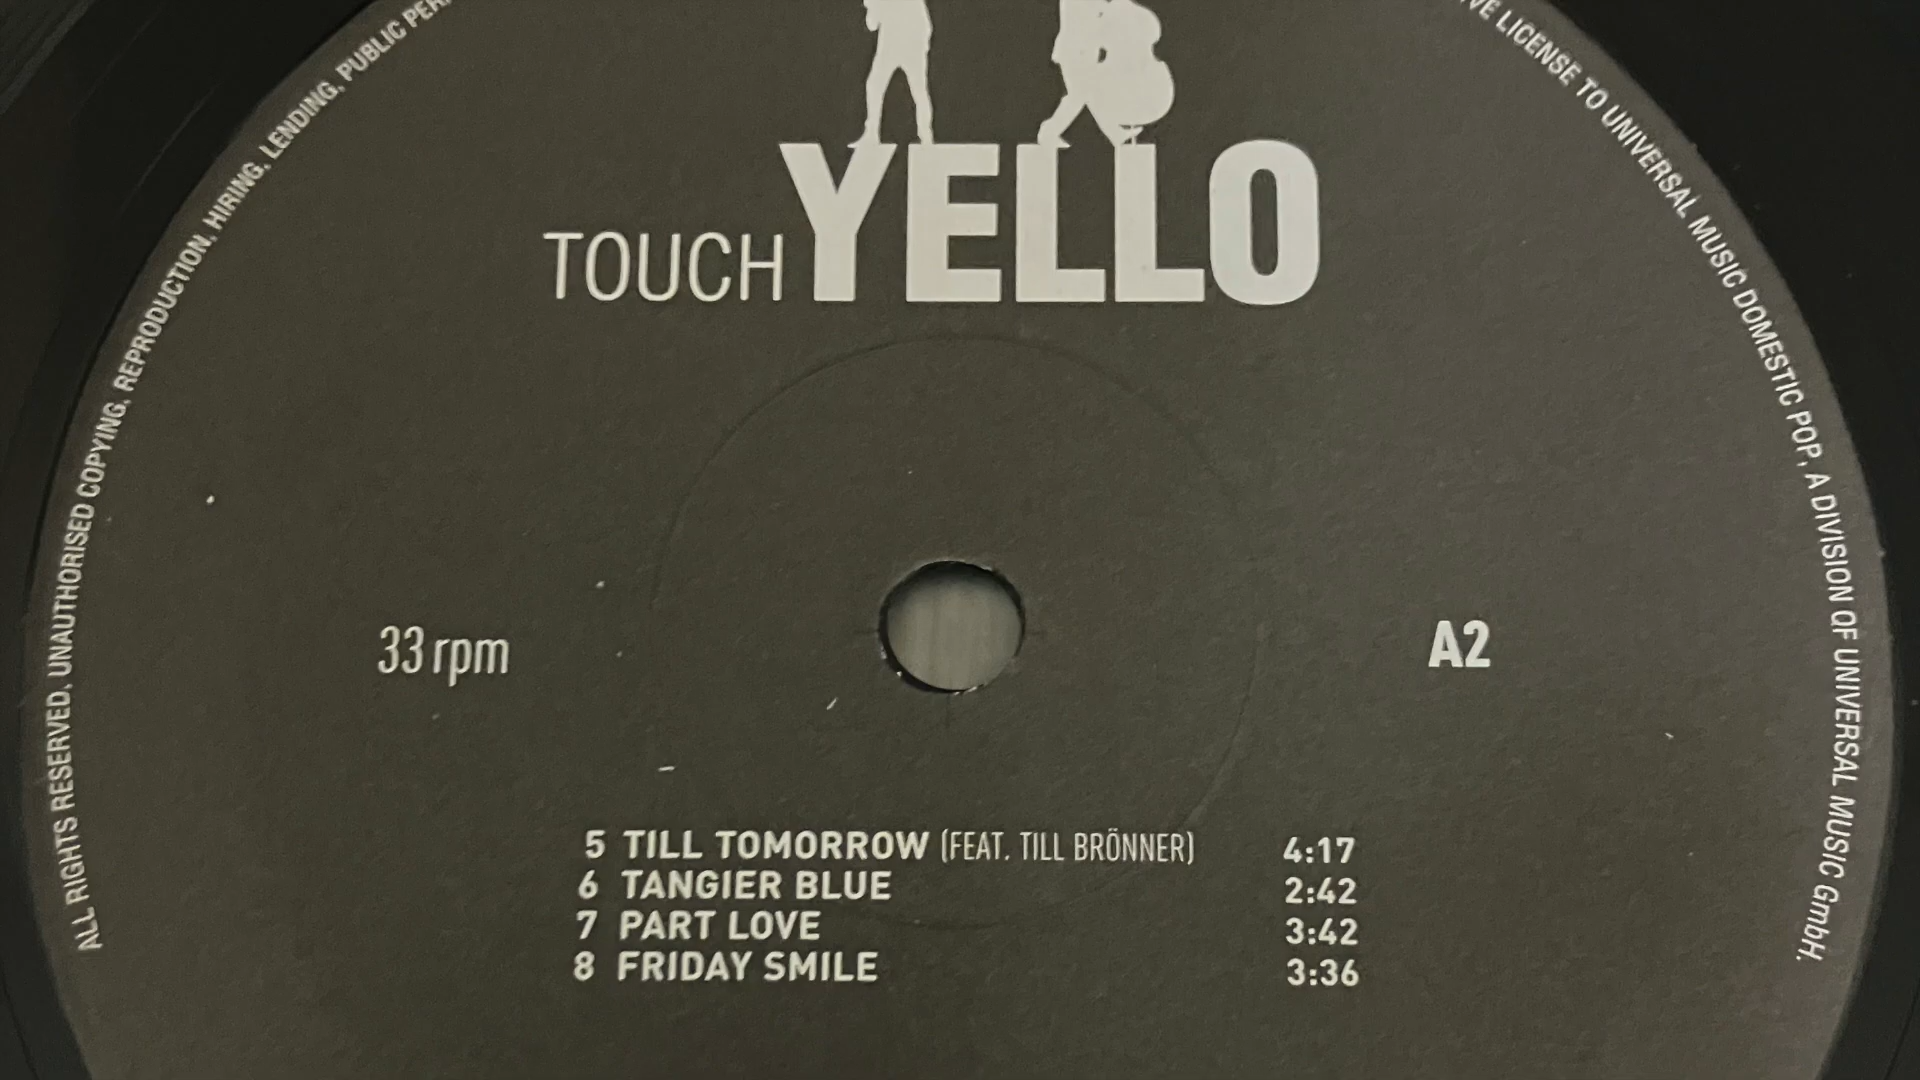 TOUCH YELLO
33 rpm
A2
5 TILL TOMORROW (FEAT. TILL BRÖNNER) 4:17
6 TANGIER BLUE 2:42
7 PART LOVE 3:42
8 FRIDAY SMILE 3:36
ALL RIGHTS RESERVED. UNAUTHORISED COPYING, REPRODUCTION, HIRING, LENDING, PUBLIC
LICENSE TO UNIVERSAL MUSIC DOMESTIC POP, A DIVISION OF UNIVERSAL MUSIC GmbH.